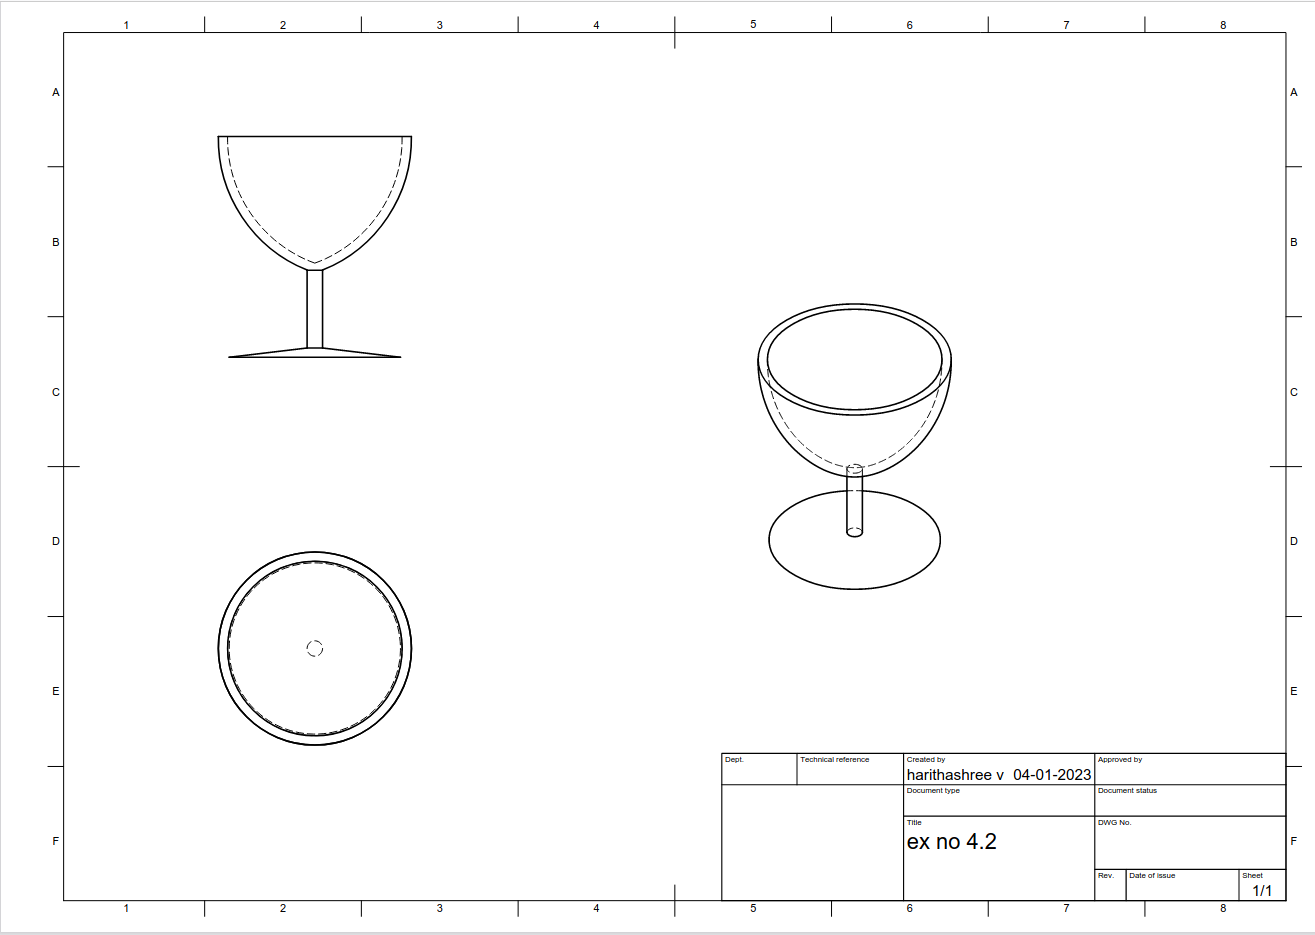 1 2 3 4 5 6 7 8
A A
B B
C C
D D
E E
Dept. Technical reference Created by Approved by
harithashree v 04-01-2023
Document type Document status
Title DWG No.
F ex no 4.2 F
Rev. Date of issue Sheet
1/1
1 2 3 4 5 6 7 8